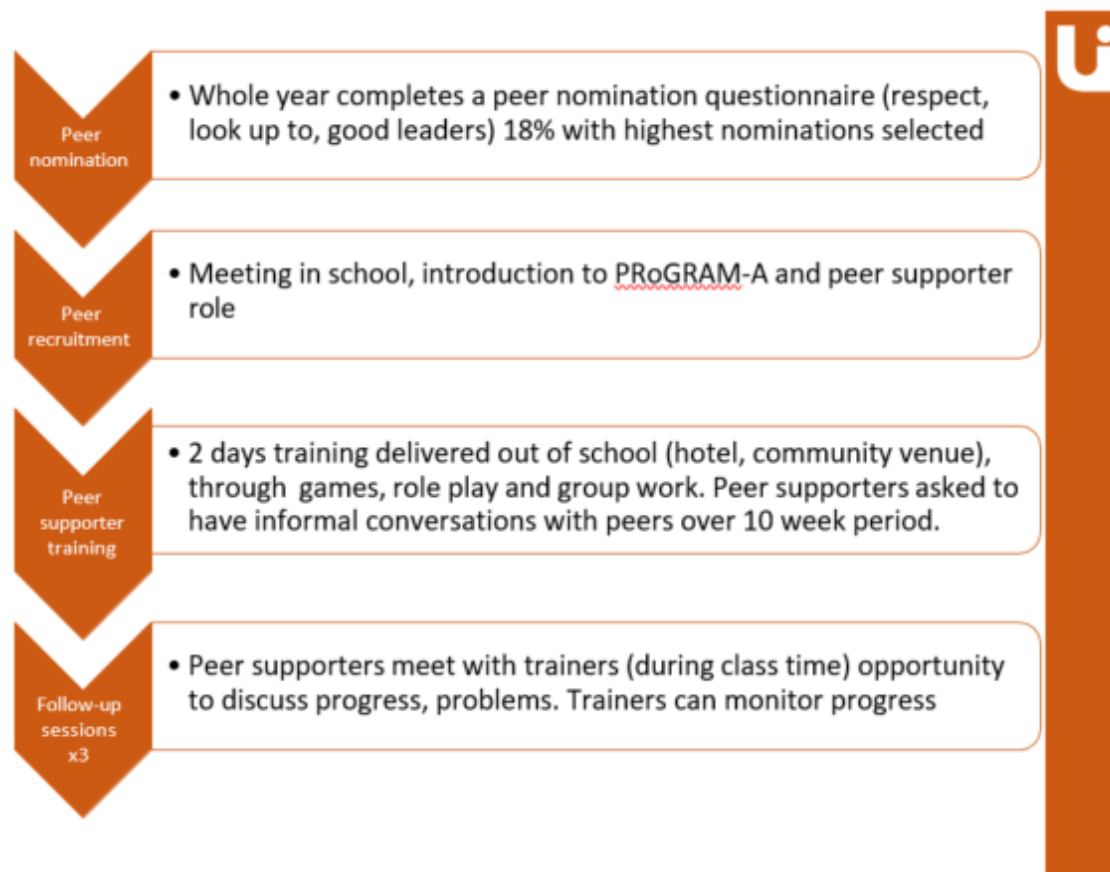 Peer
nomination
• Whole year completes a peer nomination questionnaire (respect,
look up to, good leaders) 18% with highest nominations selected
Peer
recruitment
• Meeting in school, introduction to PRoGRAM-A and peer supporter
role
Peer
supporter
training
• 2 days training delivered out of school (hotel, community venue),
through  games, role play and group work. Peer supporters asked to
have informal conversations with peers over 10 week period.
Follow-up
sessions
x3
• Peer supporters meet with trainers (during class time) opportunity
to discuss progress, problems. Trainers can monitor progress